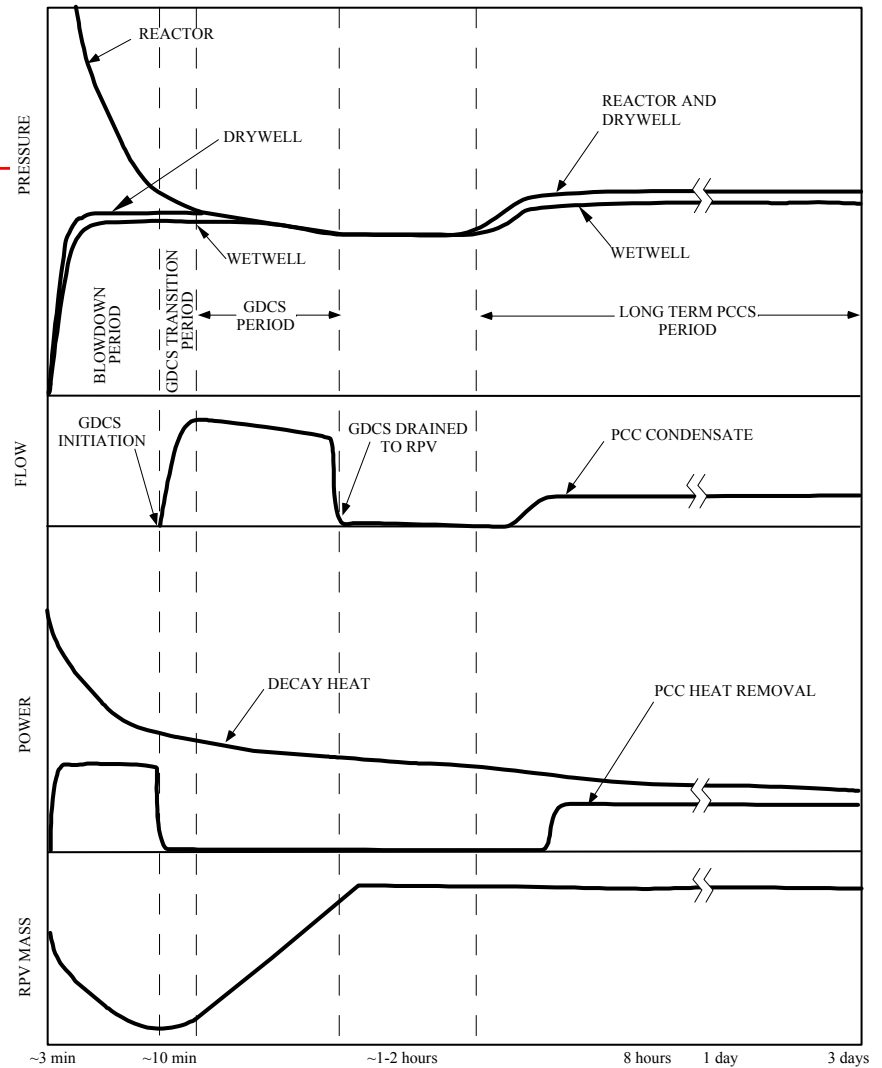 REACTOR
REACTOR AND
DRYWELL
DRYWELL
PRESSURE
WETWELL
WETWELL
BLOWDOWN
PERIOD
GDCS TRANSITION
PERIOD
GDCS
PERIOD
LONG TERM PCCS
PERIOD
GDCS
INITIATION
GDCS DRAINED
TO RPV
PCC CONDENSATE
FLOW
DECAY HEAT
PCC HEAT REMOVAL
POWER
RPV MASS
~3 min
~10 min
~1-2 hours
8 hours
1 day
3 days